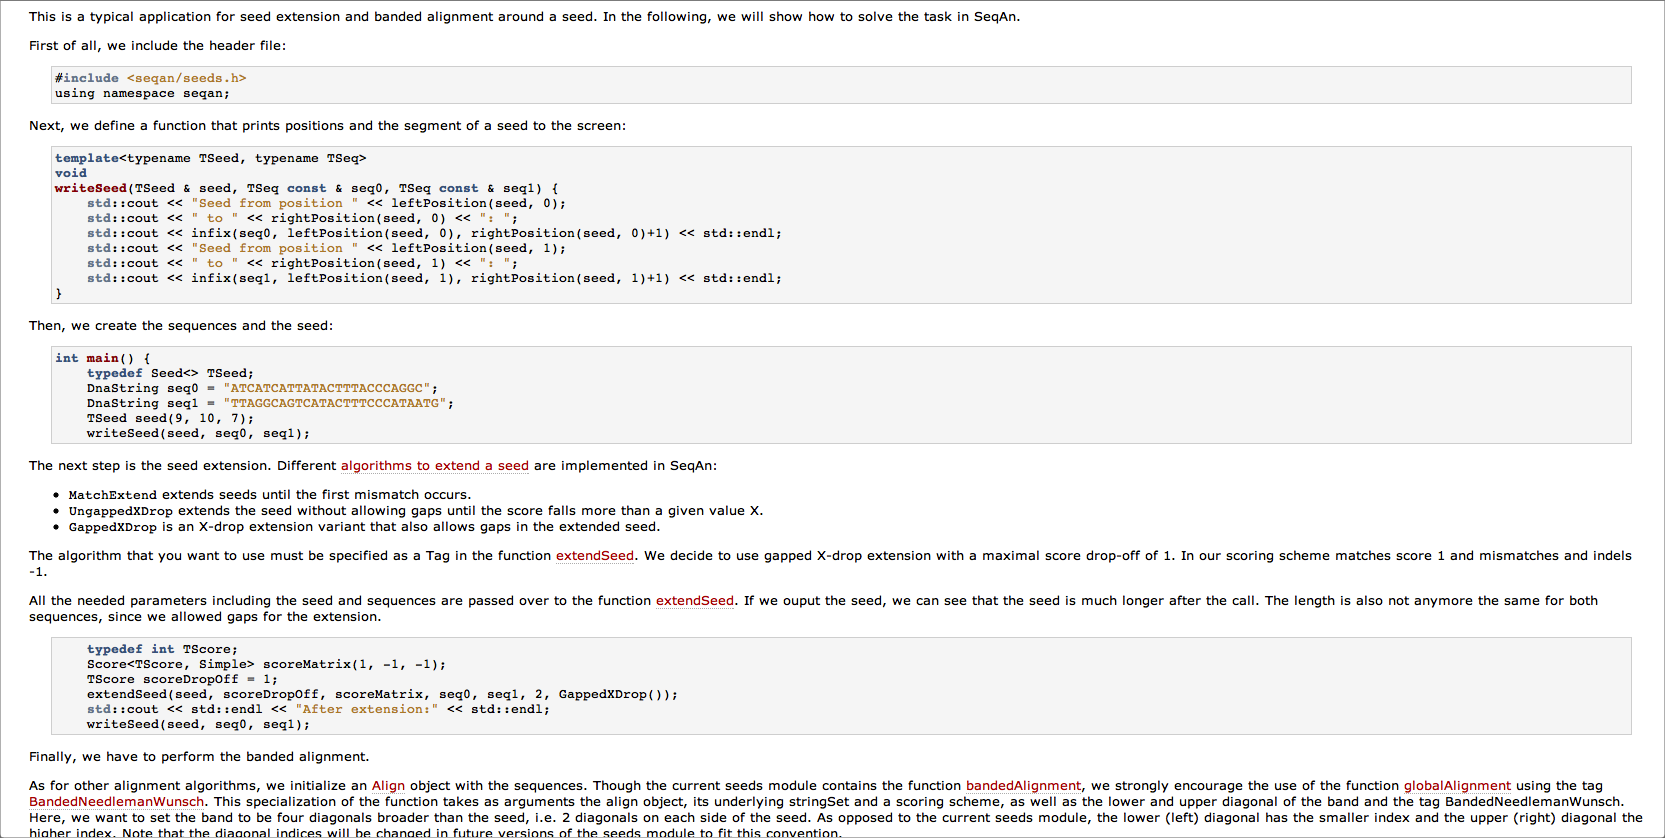 This is a typical application for seed extension and banded alignment around a seed. In the following, we will show how to solve the task in SeqAn.
First of all, we include the header file:
#include <seqan/seeds.h>
using namespace seqan;
Next, we define a function that prints positions and the segment of a seed to the screen:
template<typename TSeed, typename TSeq>
void
writeSeed(TSeed & seed, TSeq const & seq0, TSeq const & seq1) {
    std::cout << "Seed from position " << leftPosition(seed, 0);
    std::cout << " to " << rightPosition(seed, 0) << ": ";
    std::cout << infix(seq0, leftPosition(seed, 0), rightPosition(seed, 0)+1) << std::endl;
    std::cout << "Seed from position " << leftPosition(seed, 1);
    std::cout << " to " << rightPosition(seed, 1) << ": ";
    std::cout << infix(seq1, leftPosition(seed, 1), rightPosition(seed, 1)+1) << std::endl;
}
Then, we create the sequences and the seed:
int main() {
    typedef Seed<> TSeed;
    DnaString seq0 = "ATCATCATTATACTTTACCCAGGC";
    DnaString seq1 = "TTAGGCAGTCATACTTTCCCATAATG";
    TSeed seed(9, 10, 7);
    writeSeed(seed, seq0, seq1);
The next step is the seed extension. Different algorithms to extend a seed are implemented in SeqAn:
• MatchExtend extends seeds until the first mismatch occurs.
• UngappedXDrop extends the seed without allowing gaps until the score falls more than a given value X.
• GappedXDrop is an X-drop extension variant that also allows gaps in the extended seed.
The algorithm that you want to use must be specified as a Tag in the function extendSeed. We decide to use gapped X-drop extension with a maximal score drop-off of 1. In our scoring scheme matches score 1 and mismatches and indels
-1.
All the needed parameters including the seed and sequences are passed over to the function extendSeed. If we ouput the seed, we can see that the seed is much longer after the call. The length is also not anymore the same for both
sequences, since we allowed gaps for the extension.
    typedef int TScore;
    Score<TScore, Simple> scoreMatrix(1, -1, -1);
    TScore scoreDropOff = 1;
    extendSeed(seed, scoreDropOff, scoreMatrix, seq0, seq1, 2, GappedXDrop());
    std::cout << std::endl << "After extension:" << std::endl;
    writeSeed(seed, seq0, seq1);
Finally, we have to perform the banded alignment.
As for other alignment algorithms, we initialize an Align object with the sequences. Though the current seeds module contains the function bandedAlignment, we strongly encourage the use of the function globalAlignment using the tag
BandedNeedlemanWunsch. This specialization of the function takes as arguments the align object, its underlying stringSet and a scoring scheme, as well as the lower and upper diagonal of the band and the tag BandedNeedlemanWunsch.
Here, we want to set the band to be four diagonals broader than the seed, i.e. 2 diagonals on each side of the seed. As opposed to the current seeds module, the lower (left) diagonal has the smaller index and the upper (right) diagonal the
higher index. Note that the diagonal indices will be changed in future versions of the seeds module to fit this convention.